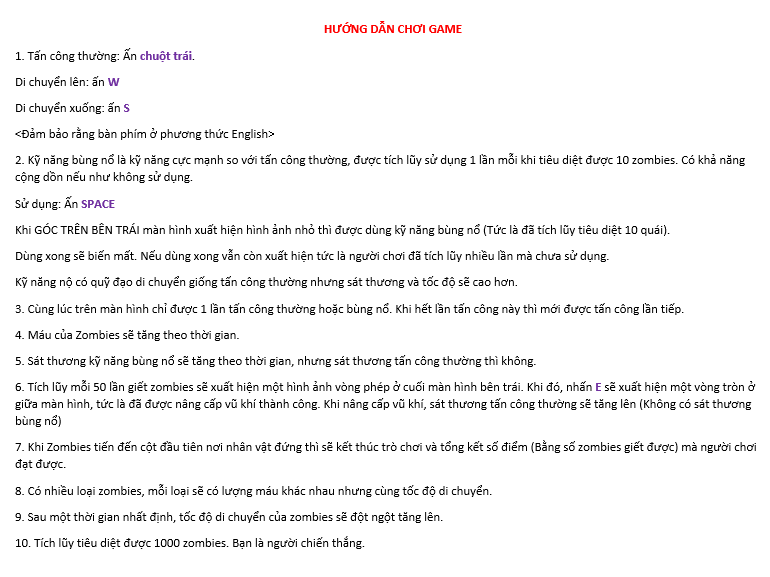 HƯỚNG DẪN CHƠI GAME
1. Tấn công thường: Ấn chuột trái.
Di chuyển lên: ấn W
Di chuyển xuống: ấn S
<Đảm bảo rằng bàn phím ở phương thức English>
2. Kỹ năng bùng nổ là kỹ năng cực mạnh so với tấn công thường, được tích lũy sử dụng 1 lần mỗi khi tiêu diệt được 10 zombies. Có khả năng
cộng dồn nếu như không sử dụng.
Sử dụng: Ấn SPACE
Khi GÓC TRÊN BÊN TRÁI màn hình xuất hiện hình ảnh nhỏ thì được dùng kỹ năng bùng nổ (Tức là đã tích lũy tiêu diệt 10 quái).
Dùng xong sẽ biến mất. Nếu dùng xong vẫn còn xuất hiện tức là người chơi đã tích lũy nhiều lần mà chưa sử dụng.
Kỹ năng nộ có quỹ đạo di chuyển giống tấn công thường nhưng sát thương và tốc độ sẽ cao hơn.
3. Cùng lúc trên màn hình chỉ được 1 lần tấn công thường hoặc bùng nổ. Khi hết lần tấn công này thì mới được tấn công lần tiếp.
4. Máu của Zombies sẽ tăng theo thời gian.
5. Sát thương kỹ năng bùng nổ sẽ tăng theo thời gian, nhưng sát thương tấn công thường thì không.
6. Tích lũy mỗi 50 lần giết zombies sẽ xuất hiện một hình ảnh vòng phép ở cuối màn hình bên trái. Khi đó, nhấn E sẽ xuất hiện một vòng tròn ở
giữa màn hình, tức là đã được nâng cấp vũ khí thành công. Khi nâng cấp vũ khí, sát thương tấn công thường sẽ tăng lên (Không có sát thương
bùng nổ)
7. Khi Zombies tiến đến cột đầu tiên nơi nhân vật đứng thì sẽ kết thúc trò chơi và tổng kết số điểm (Bằng số zombies giết được) mà người chơi
đạt được.
8. Có nhiều loại zombies, mỗi loại sẽ có lượng máu khác nhau nhưng cùng tốc độ di chuyển.
9. Sau một thời gian nhất định, tốc độ di chuyển của zombies sẽ đột ngột tăng lên.
10. Tích lũy tiêu diệt được 1000 zombies. Bạn là người chiến thắng.